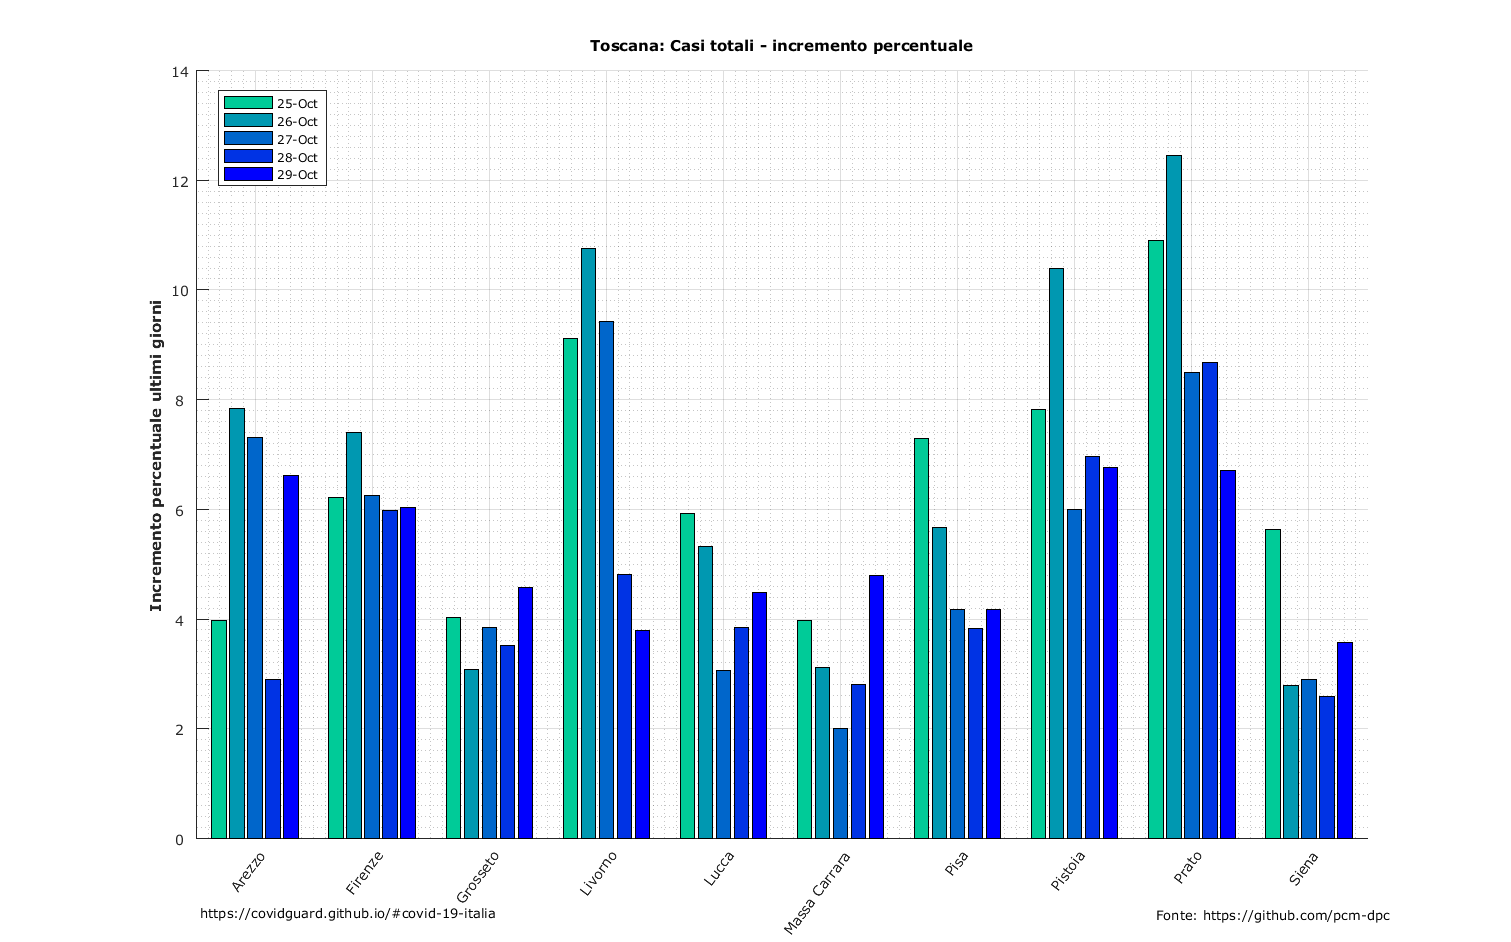 Toscana: Casi totali - incremento percentuale
14
12
10
8
6
4
2
0
Incremento percentuale ultimi giorni
25-Oct
26-Oct
27-Oct
28-Oct
29-Oct
Arezzo
Firenze
Grosseto
Livorno
Lucca
Massa Carrara
Pisa
Pistoia
Prato
Siena
https://covidguard.github.io/#covid-19-italia
Fonte: https://github.com/pcm-dpc